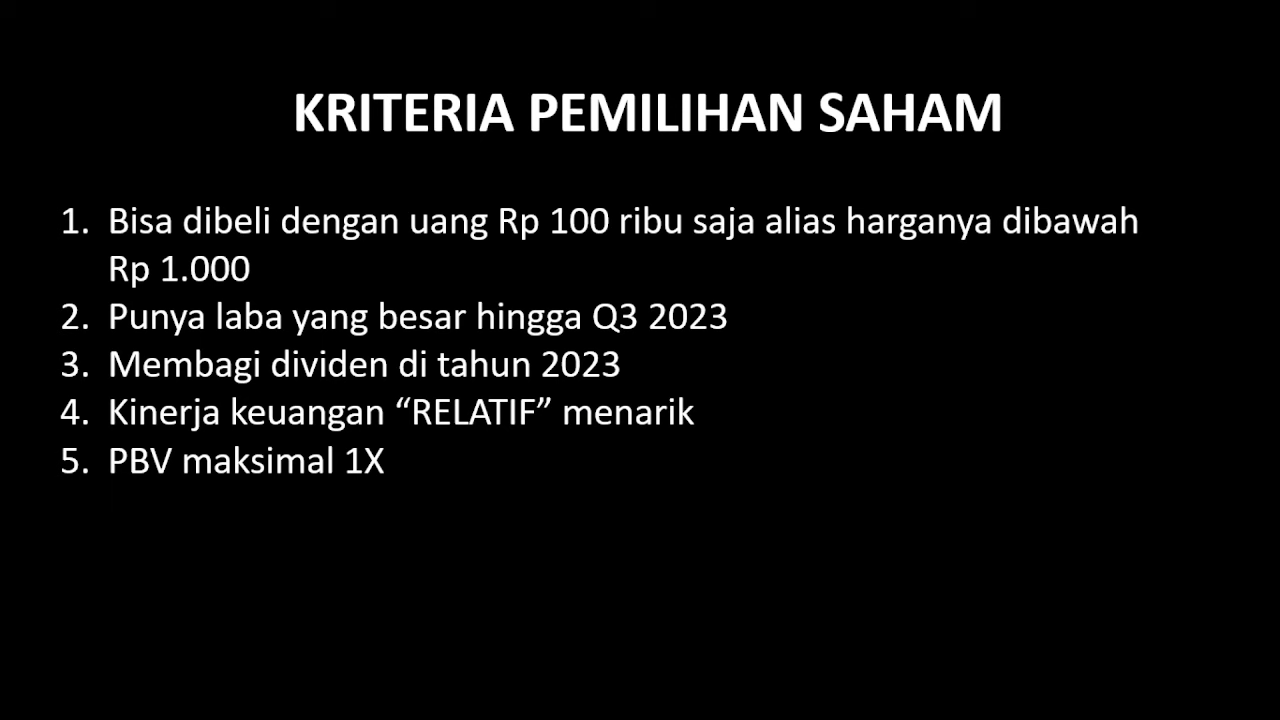 KRITERIA PEMILIHAN SAHAM
1. Bisa dibeli dengan uang Rp 100 ribu saja alias harganya dibawah
Rp 1.000
2. Punya laba yang besar hingga Q3 2023
3. Membagi dividen di tahun 2023
4. Kinerja keuangan “RELATIF” menarik
5. PBV maksimal 1X